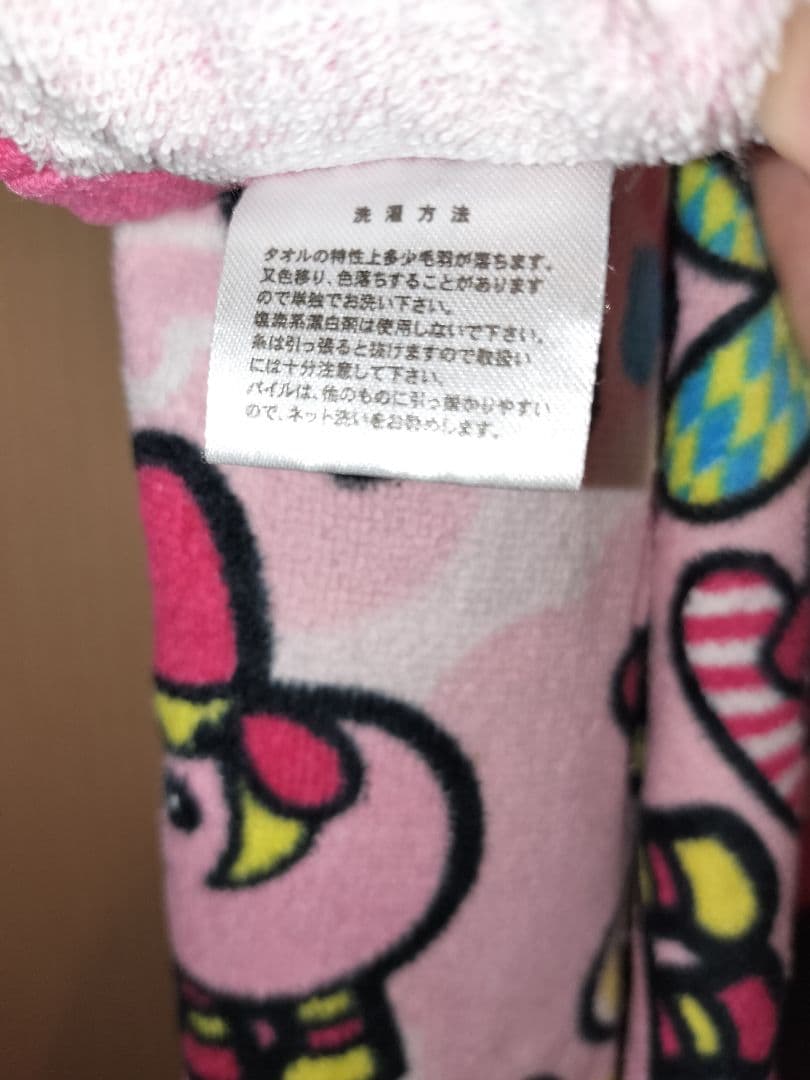 洗濯方法
タオルの特性上多少毛羽が落ちます。
又色移り、色落ちすることがあります
ので単独でお洗い下さい。
塩素系漂白剤は使用しないで下さい。
糸は引っ張ると抜けますので取扱い
には十分注意して下さい。
パイルは、他のものに引っ掛かりやすい
ので、ネット洗いをお勧めします。